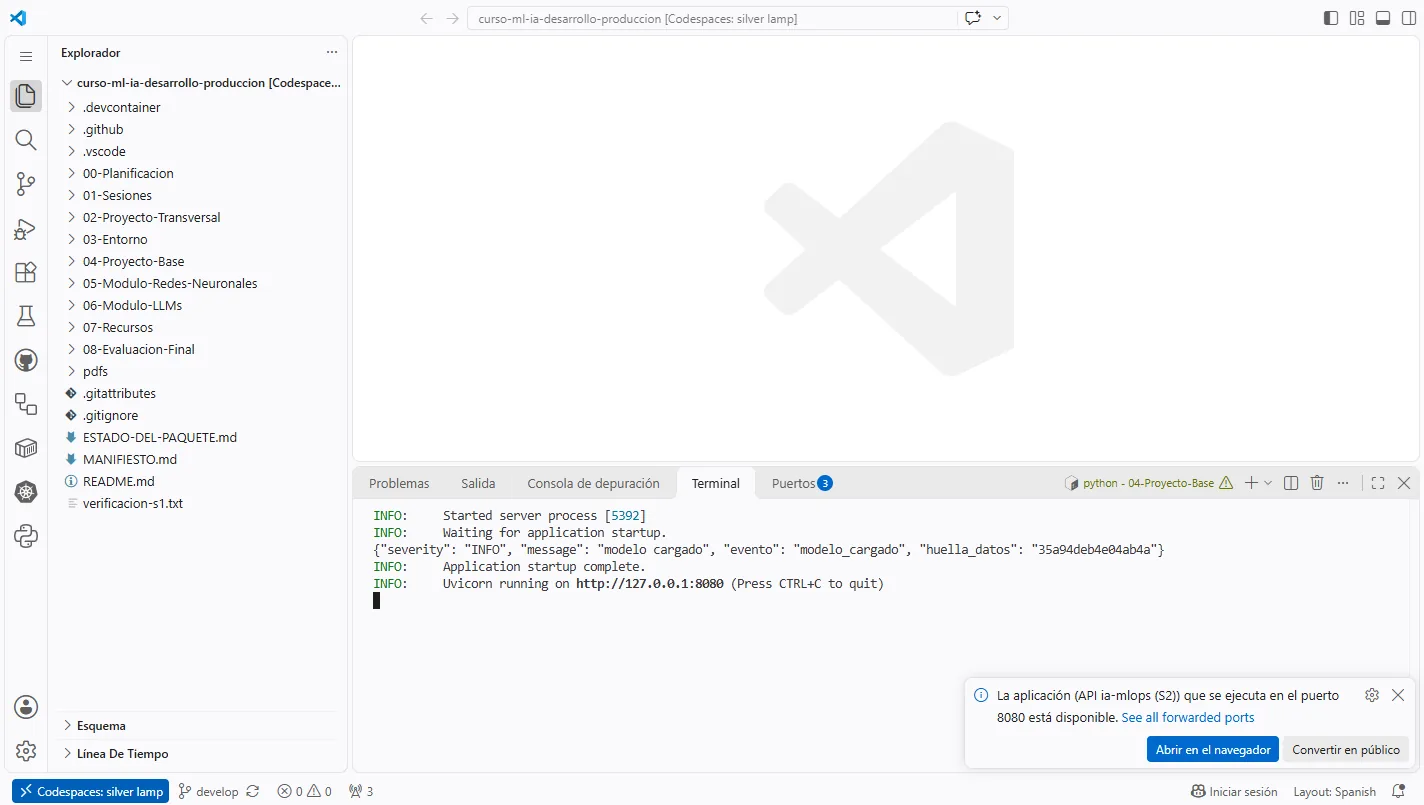 curso-ml-ia-desarrollo-produccion [Codespaces: silver lamp]
Explorador
curso-ml-ia-desarrollo-produccion [Codespace...
.devcontainer
.github
.vscode
00-Planificacion
01-Sesiones
02-Proyecto-Transversal
03-Entorno
04-Proyecto-Base
05-Modulo-Redes-Neuronales
06-Modulo-LLMs
07-Recursos
08-Evaluacion-Final
pdfs
.gitattributes
.gitignore
ESTADO-DEL-PAQUETE.md
MANIFIESTO.md
README.md
verificacion-s1.txt
Esquema
Línea De Tiempo
Problemas Salida Consola de depuración Terminal Puertos 3 python - 04-Proyecto-Base
INFO: Started server process [5392]
INFO: Waiting for application startup.
{"severity": "INFO", "message": "modelo cargado", "evento": "modelo_cargado", "huella_datos": "35a94deb4e04ab4a"}
INFO: Application startup complete.
INFO: Uvicorn running on http://127.0.0.1:8080 (Press CTRL+C to quit)
La aplicación (API ia-mlops (S2)) que se ejecuta en el puerto
8080 está disponible. See all forwarded ports
Abrir en el navegador Convertir en público
Codespaces: silver lamp develop 0 0 3 Iniciar sesión Layout: Spanish